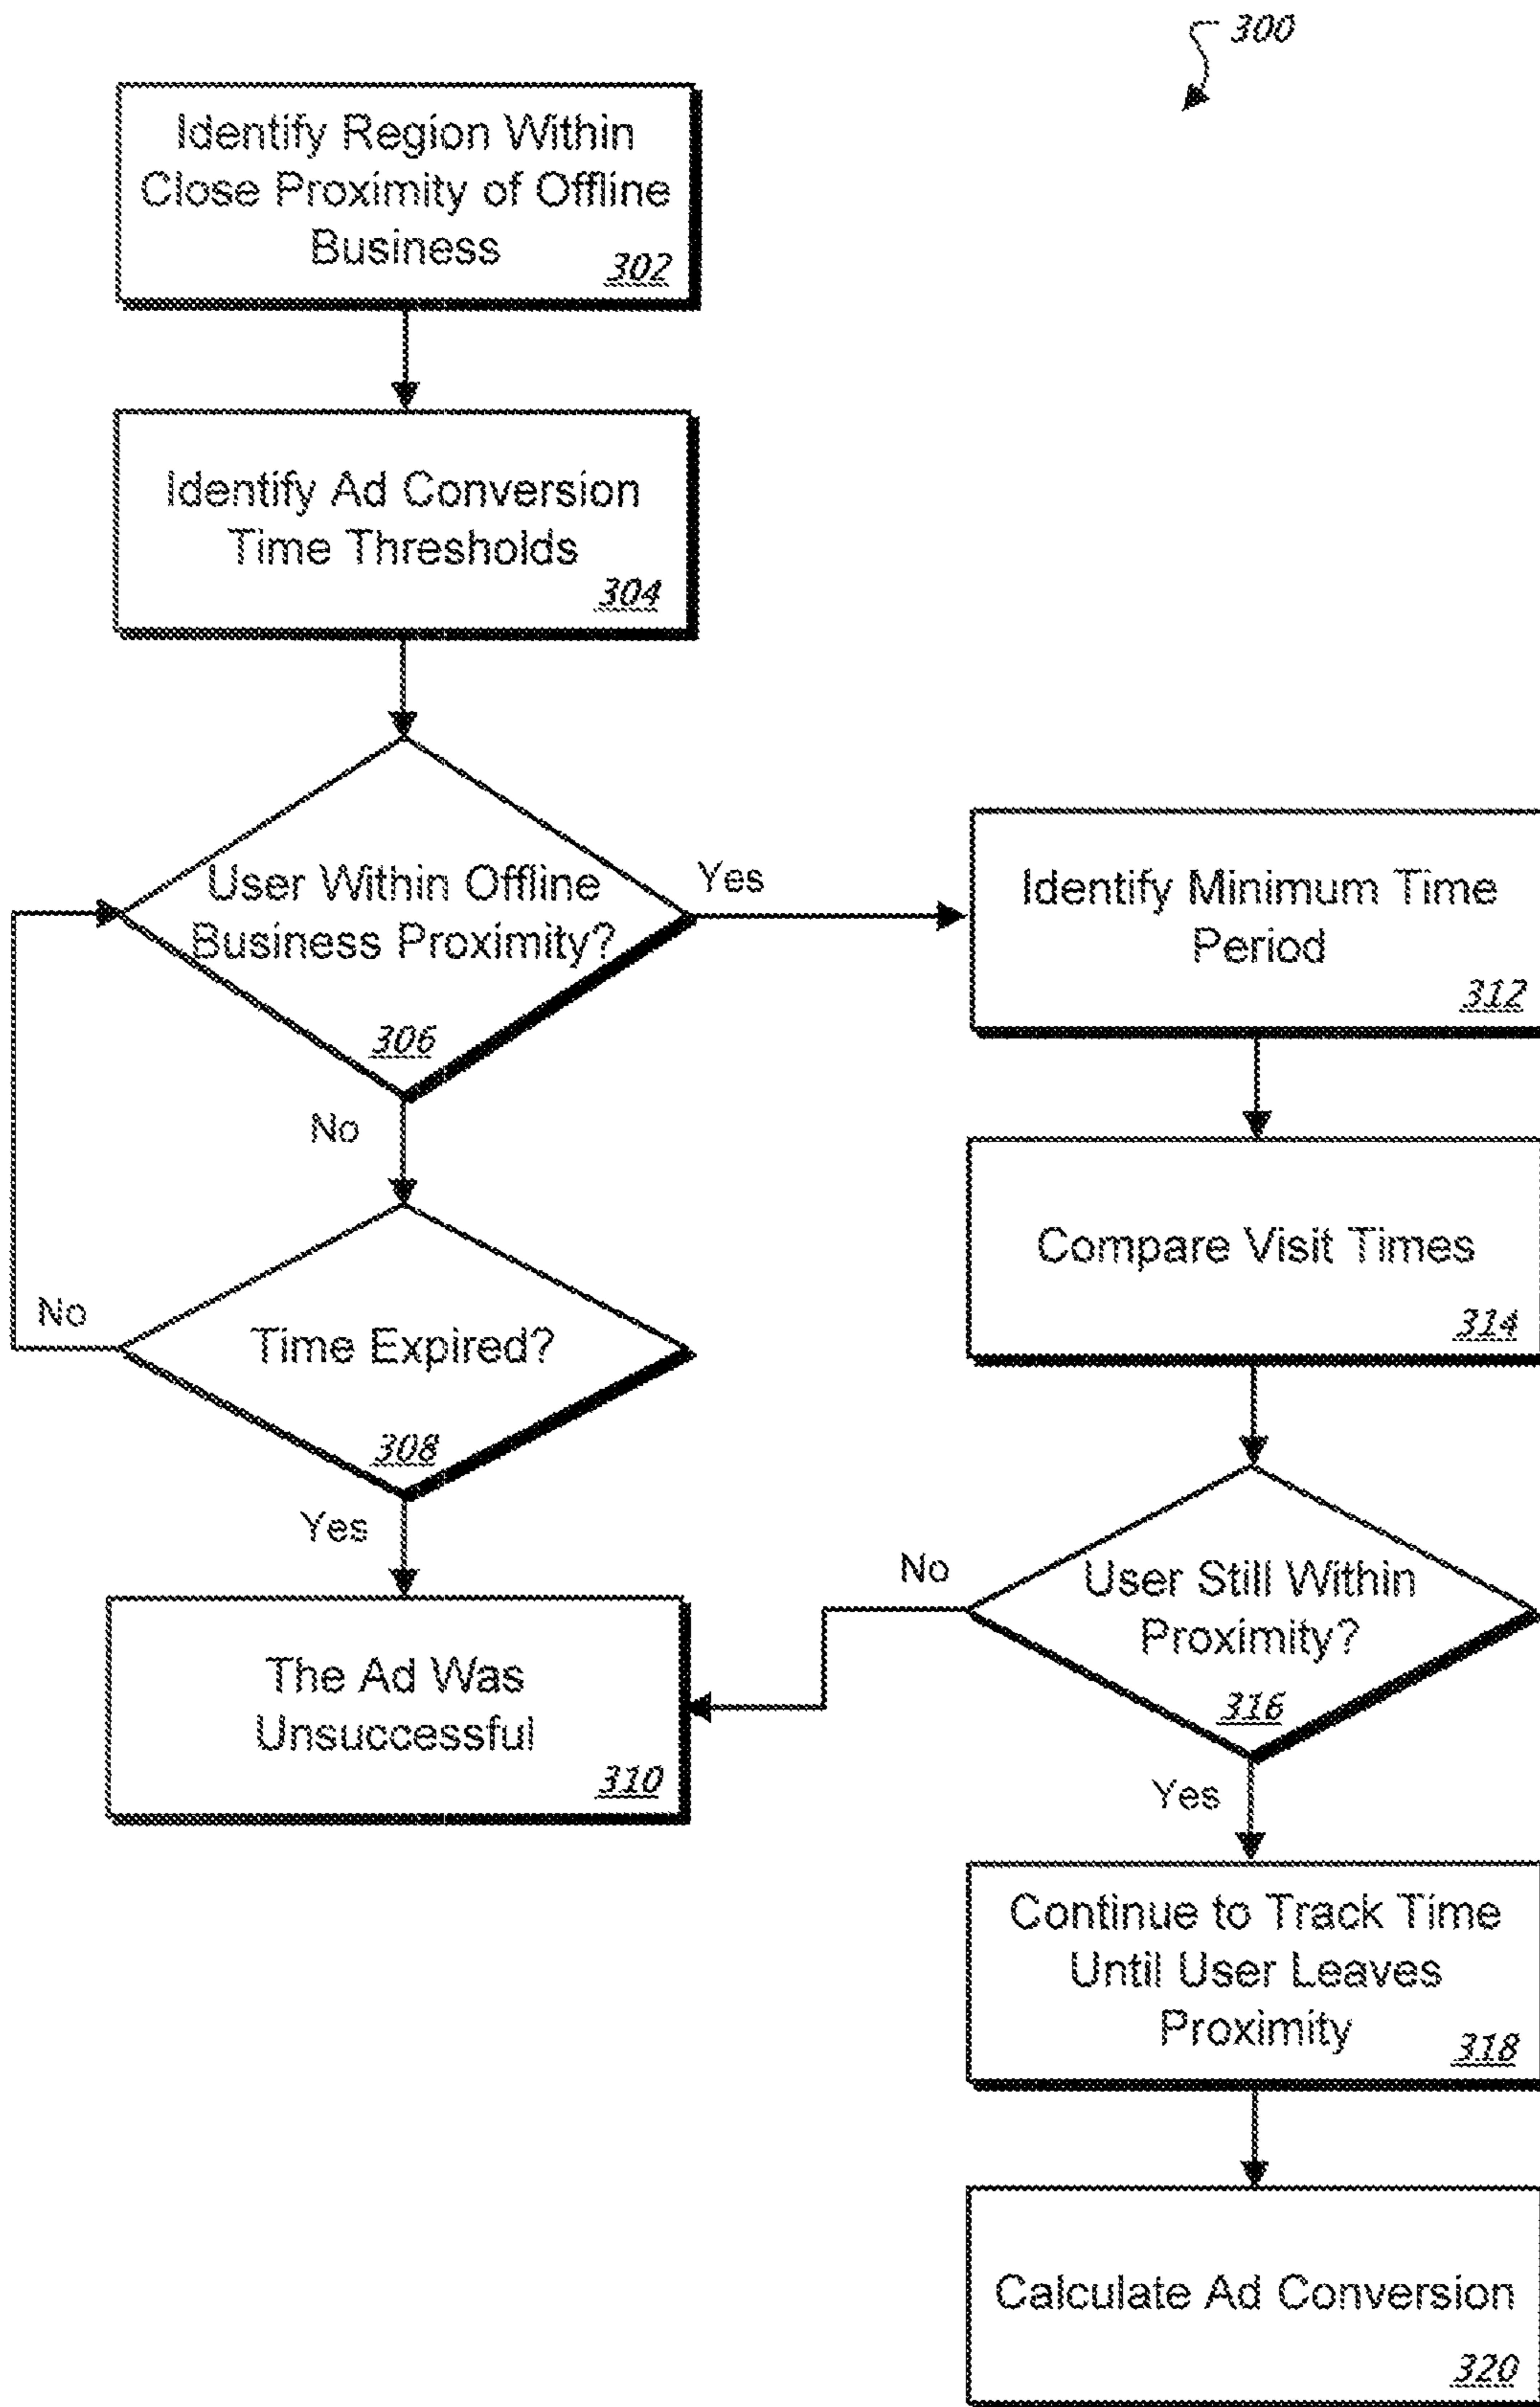 300
Identify Region Within
Close Proximity of Offline
Business
302
Identify Ad Conversion
Time Thresholds
304
User Within Offline
Business Proximity?
306
Yes
No
Identify Minimum Time
Period
312
Compare Visit Times
314
Time Expired?
308
No
Yes
The Ad Was
Unsuccessful
310
User Still Within
Proximity?
316
No
Yes
Continue to Track Time
Until User Leaves
Proximity
318
Calculate Ad Conversion
320